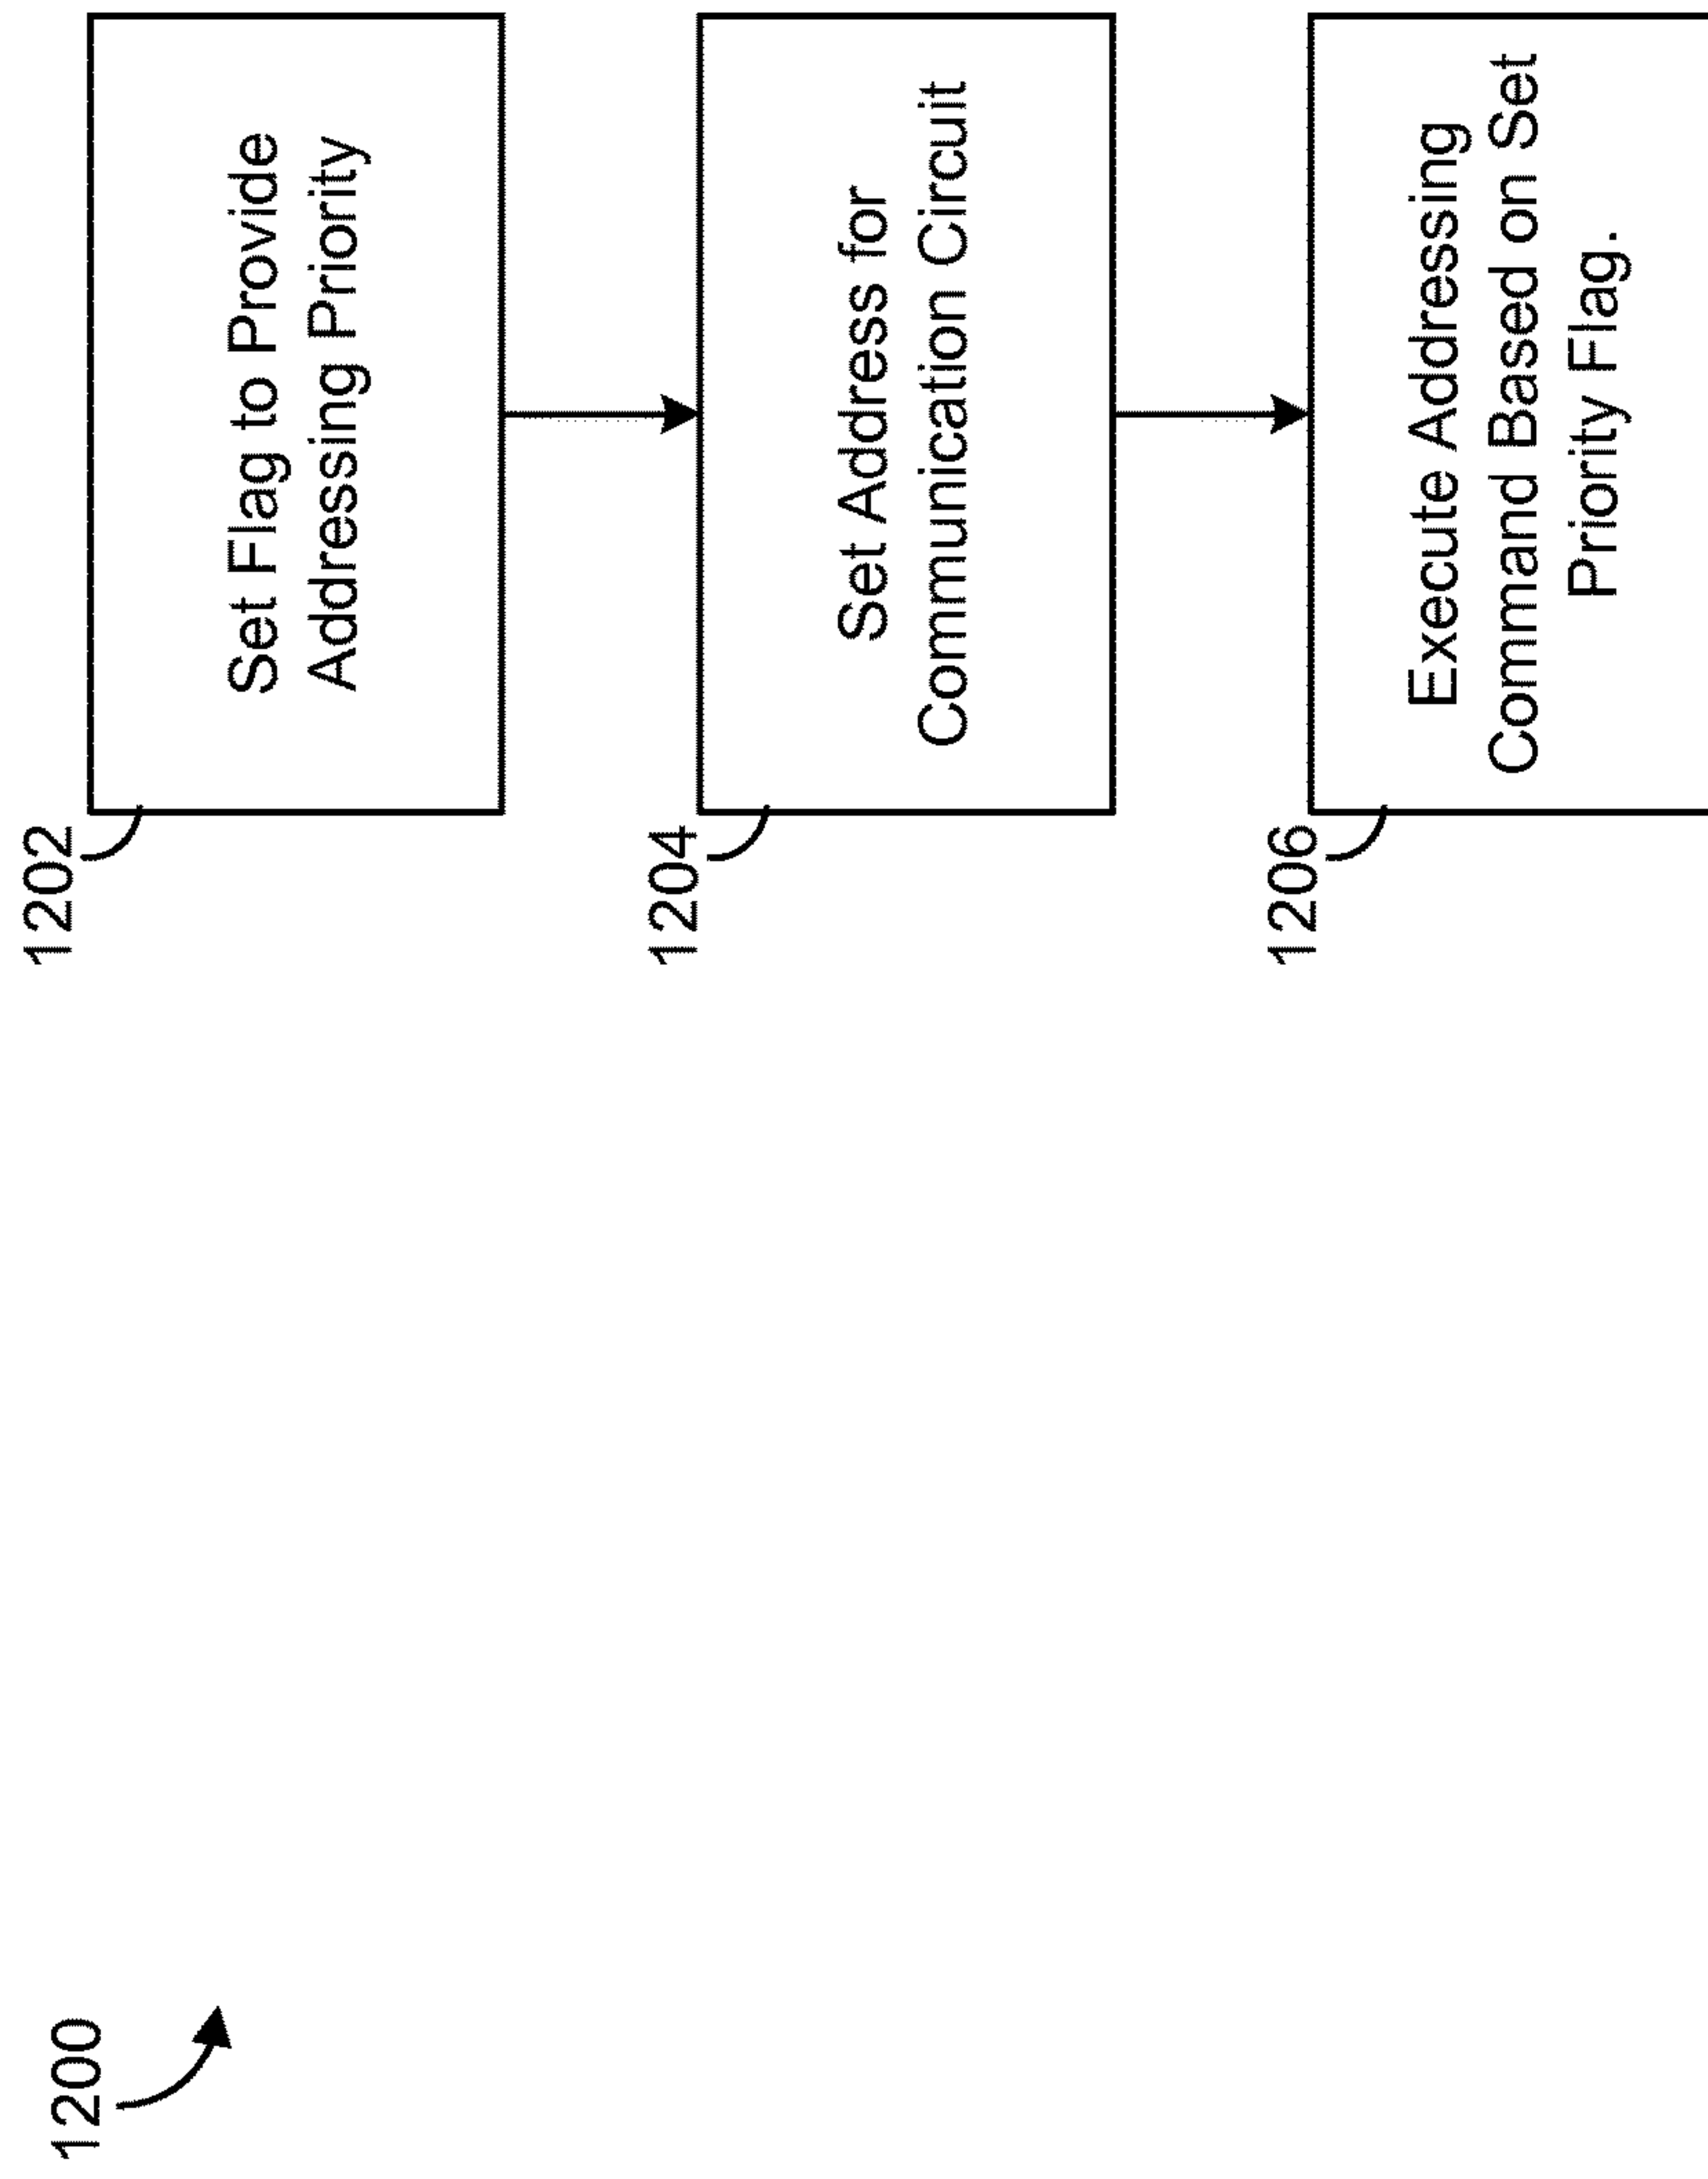 1200
1202
Set Flag to Provide
Addressing Priority
1204
Set Address for
Communication Circuit
1206
Execute Addressing
Command Based on Set
Priority Flag.